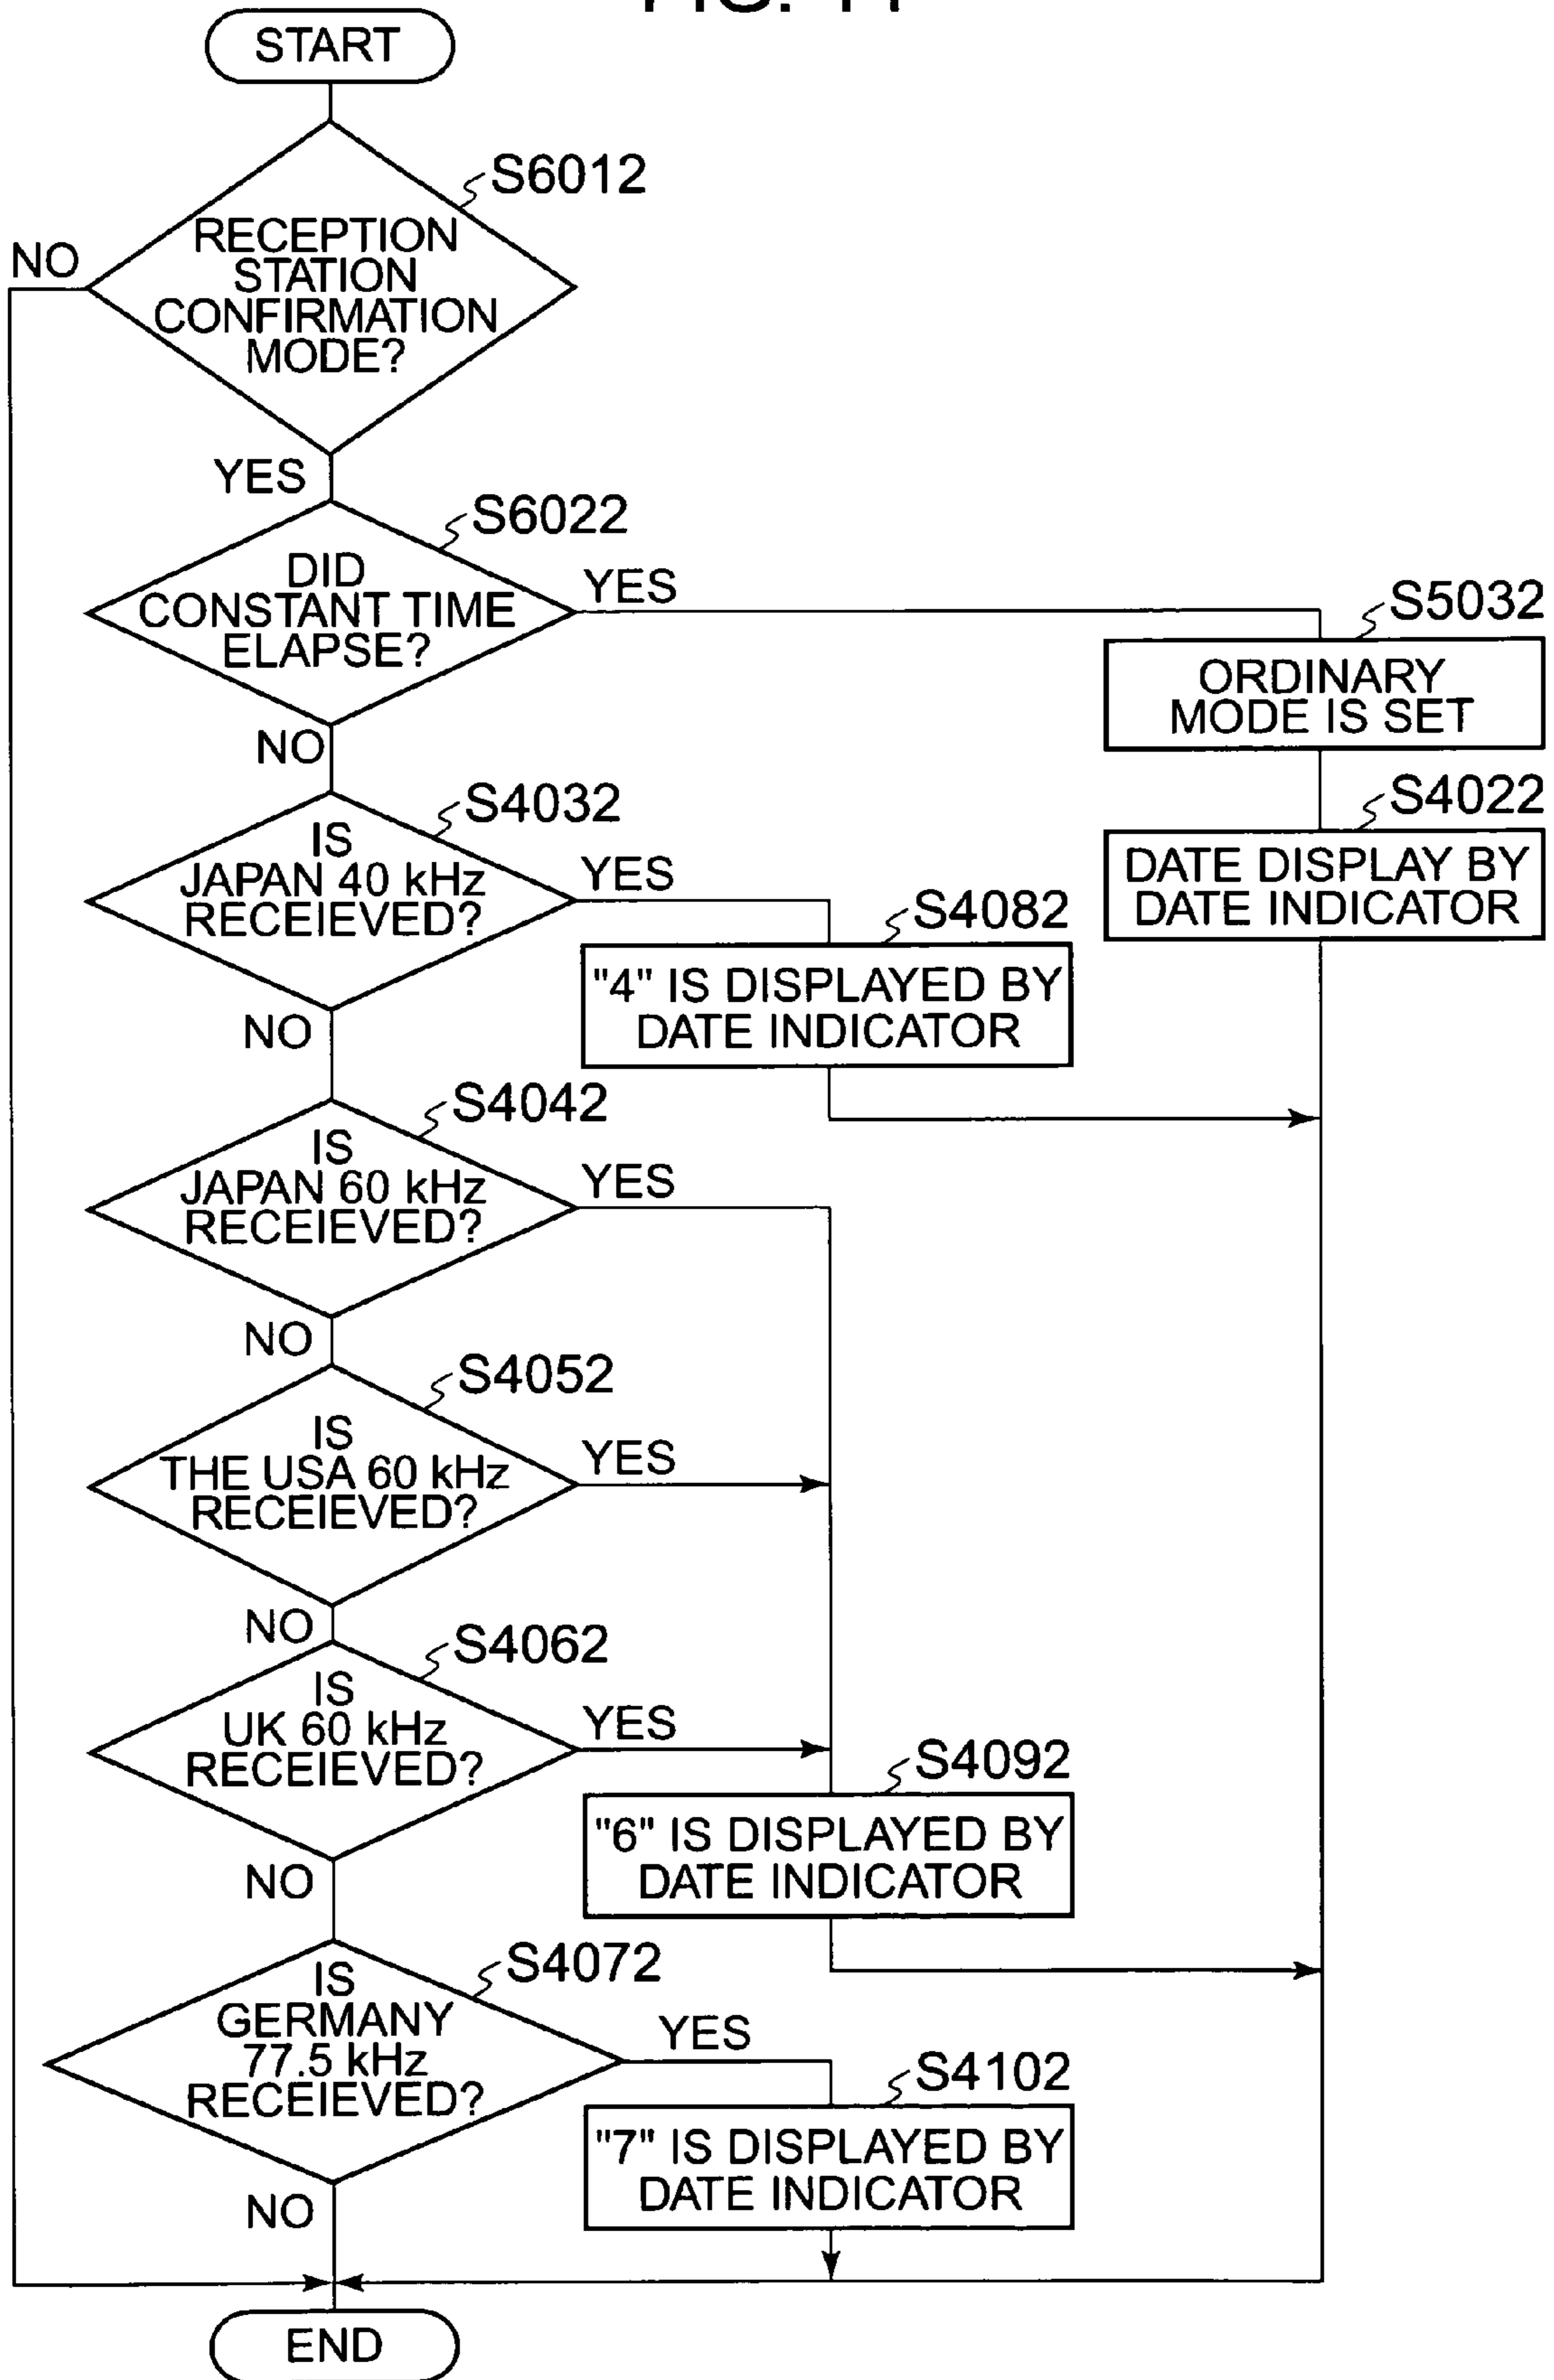 START
S6012
RECEPTION
STATION
CONFIRMATION
MODE?
NO
YES
S6022
DID
CONSTANT TIME
ELAPSE?
YES
NO
S5032
ORDINARY
MODE IS SET
S4022
DATE DISPLAY BY
DATE INDICATOR
S4032
IS
JAPAN 40 kHz
RECEIEVED?
YES
NO
S4082
"4" IS DISPLAYED BY
DATE INDICATOR
S4042
IS
JAPAN 60 kHz
RECEIEVED?
YES
NO
S4052
IS
THE USA 60 kHz
RECEIEVED?
YES
NO
S4062
IS
UK 60 kHz
RECEIEVED?
YES
NO
S4092
"6" IS DISPLAYED BY
DATE INDICATOR
S4072
IS
GERMANY
77.5 kHz
RECEIEVED?
YES
NO
S4102
"7" IS DISPLAYED BY
DATE INDICATOR
END